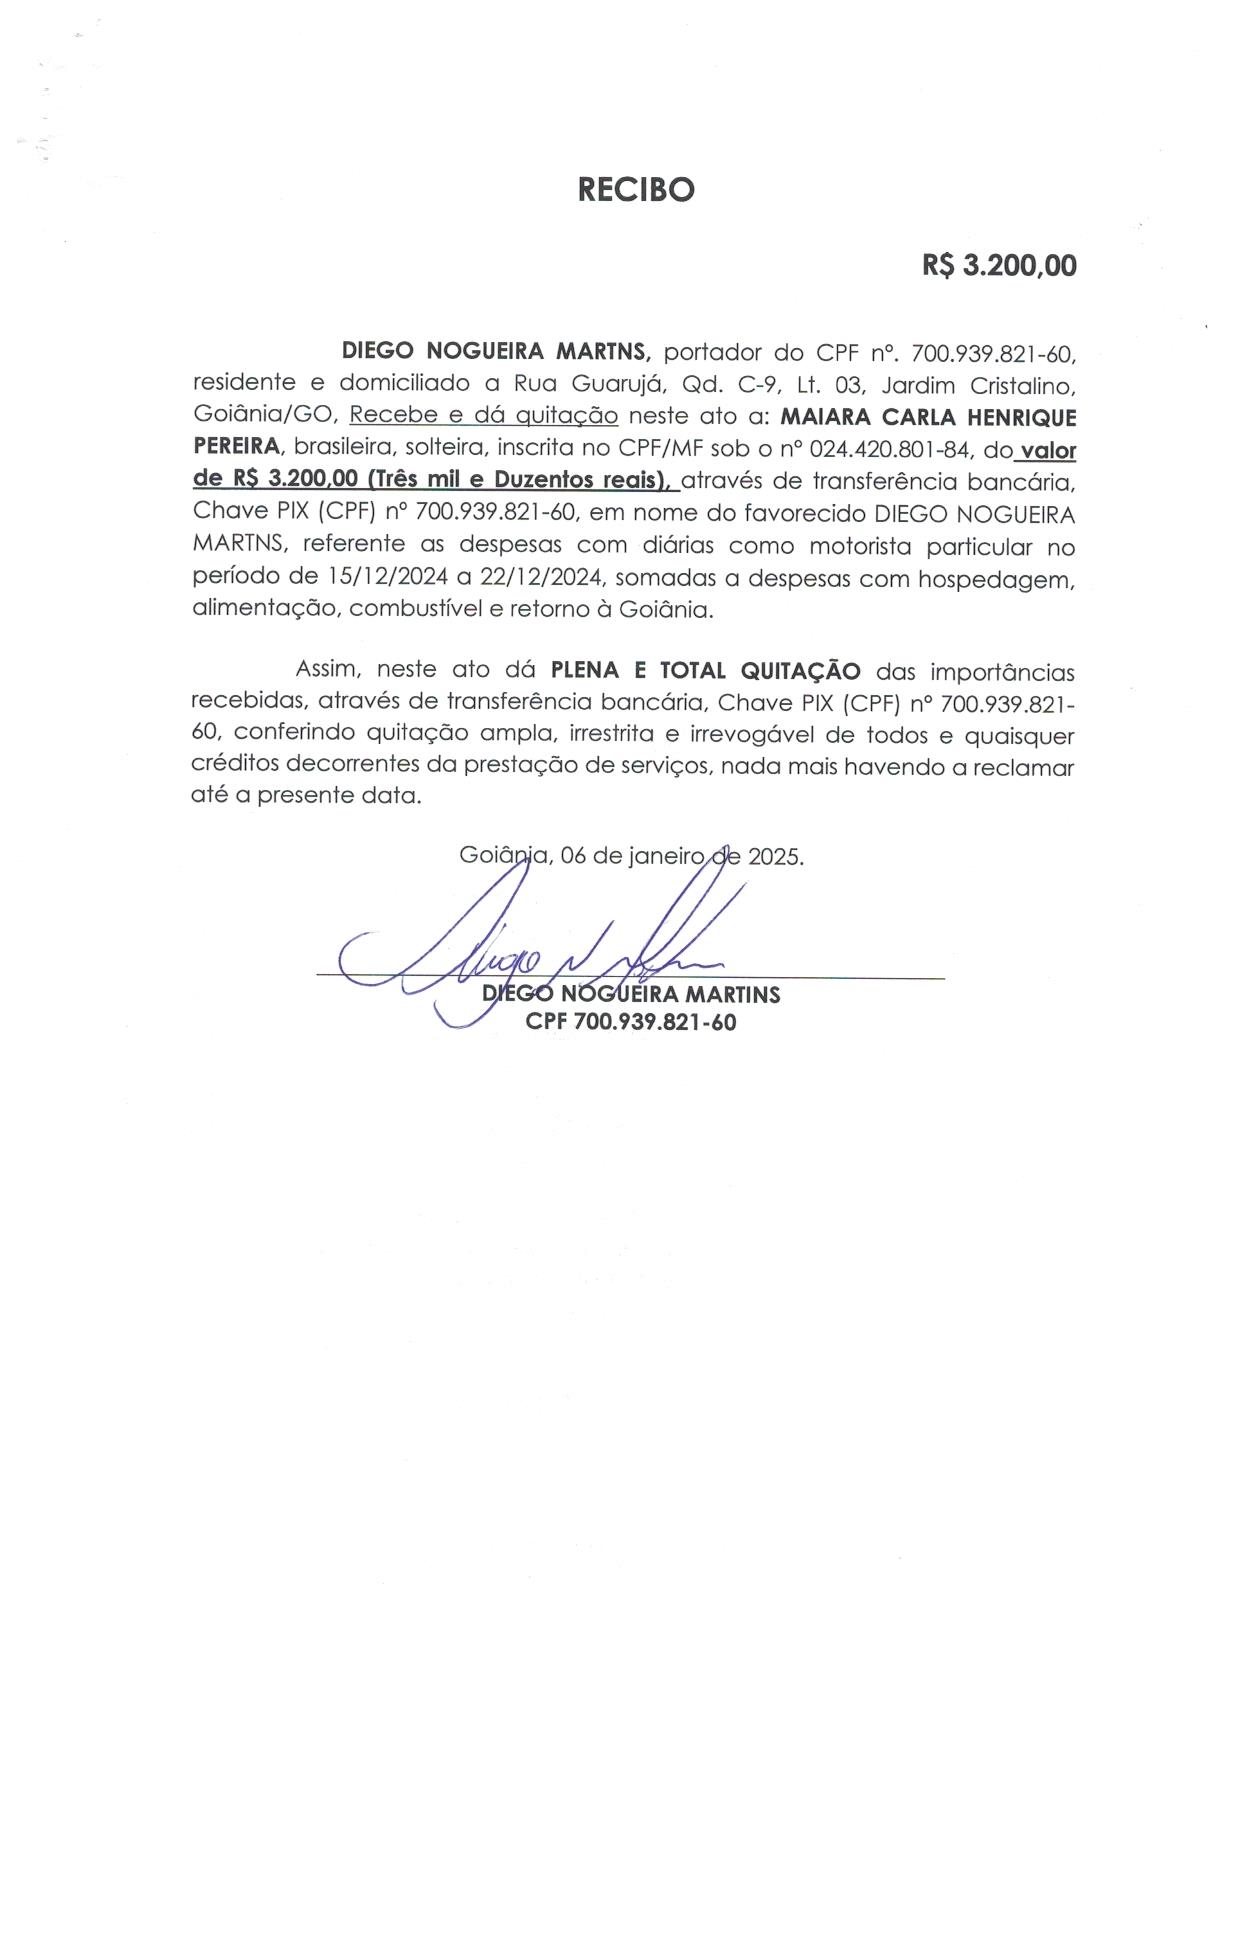 RECIBO
R$ 3.200,00
DIEGO NOGUEIRA MARTNS, portador do CPF nº. 700.939.821-60,
residente e domiciliado a Rua Guarujá, Qd. C-9, Lt. 03, Jardim Cristalino,
Goiânia/GO, Recebe e dá quitação neste ato a: MAIARA CARLA HENRIQUE
PEREIRA, brasileira, solteira, inscrita no CPF/MF sob o nº 024.420.801-84, do valor
de R$ 3.200,00 (Três mil e Duzentos reais), através de transferência bancária,
Chave PIX (CPF) nº 700.939.821-60, em nome do favorecido DIEGO NOGUEIRA
MARTNS, referente as despesas com diárias como motorista particular no
período de 15/12/2024 a 22/12/2024, somadas a despesas com hospedagem,
alimentação, combustível e retorno à Goiânia.
Assim, neste ato dá PLENA E TOTAL QUITAÇÃO das importâncias
recebidas, através de transferência bancária, Chave PIX (CPF) nº 700.939.821-
60, conferindo quitação ampla, irrestrita e irrevogável de todos e quaisquer
créditos decorrentes da prestação de serviços, nada mais havendo a reclamar
até a presente data.
Goiânia, 06 de janeiro de 2025.
DIEGO NOGUEIRA MARTINS
CPF 700.939.821-60